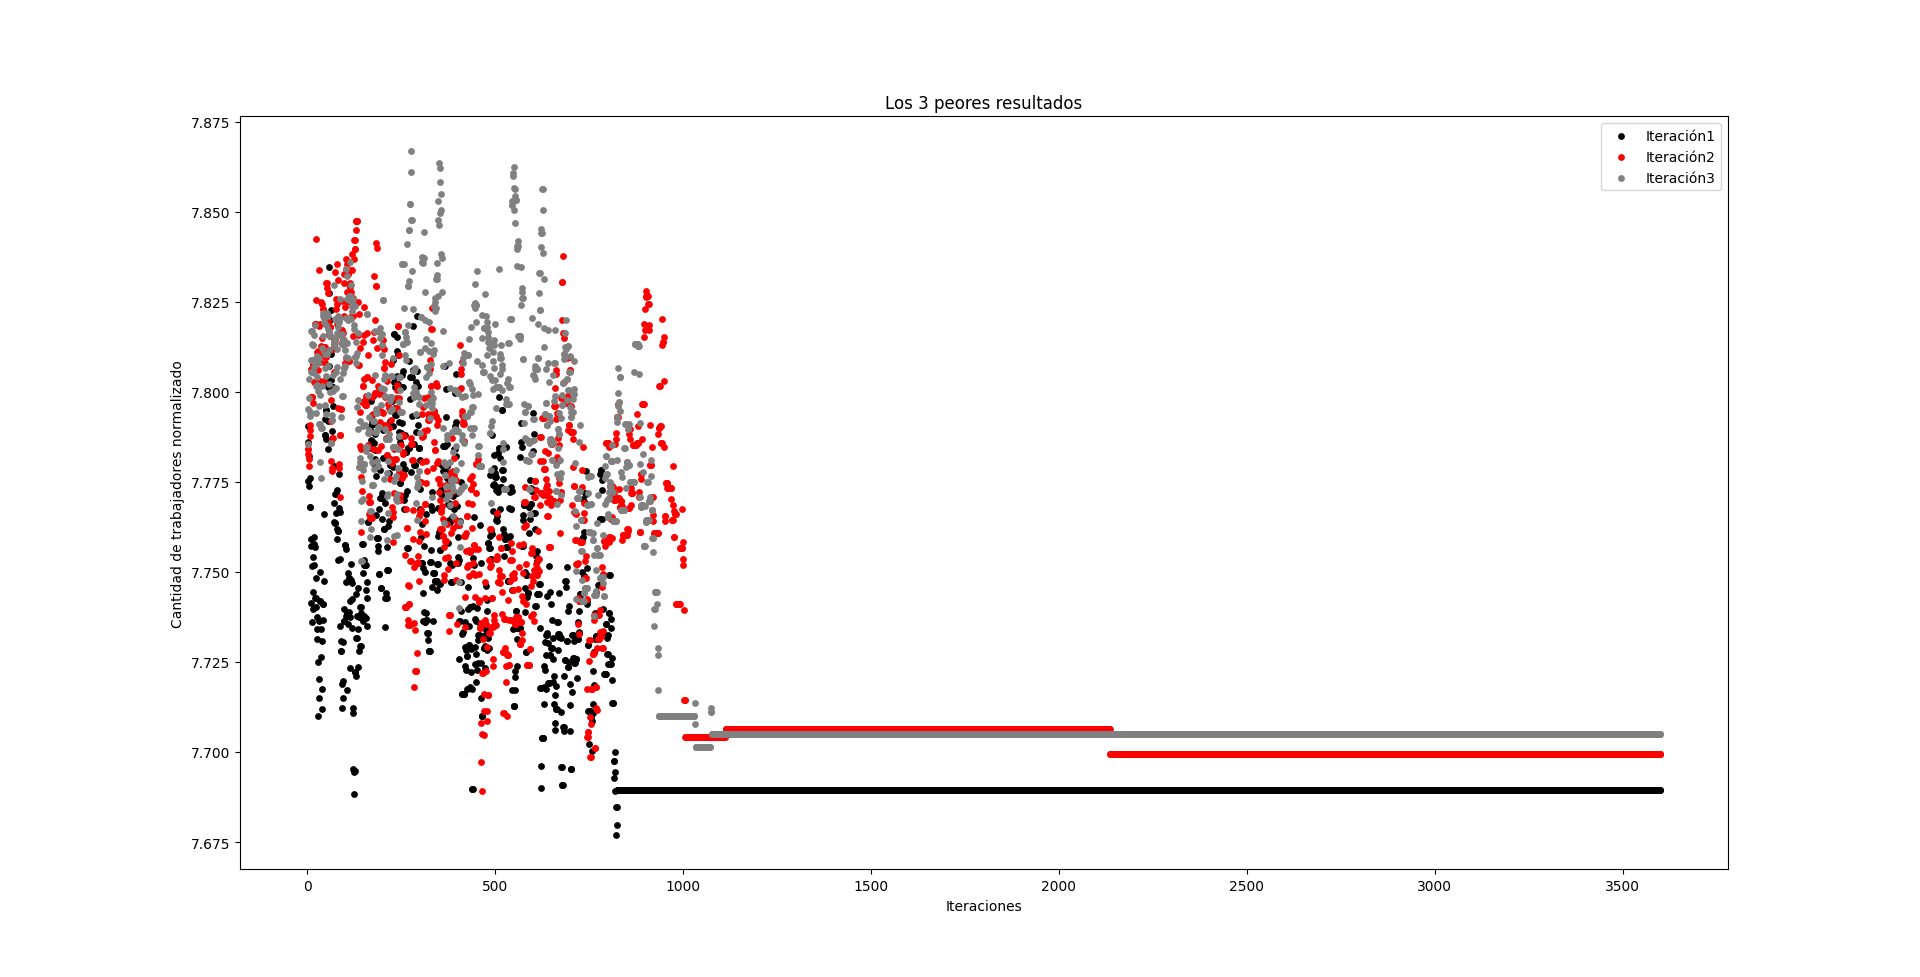 Los 3 peores resultados
Iteración1
Iteración2
Iteración3
Cantidad de trabajadores normalizado
7.875
7.850
7.825
7.800
7.775
7.750
7.725
7.700
7.675
0
500
1000
1500
2000
2500
3000
3500
Iteraciones